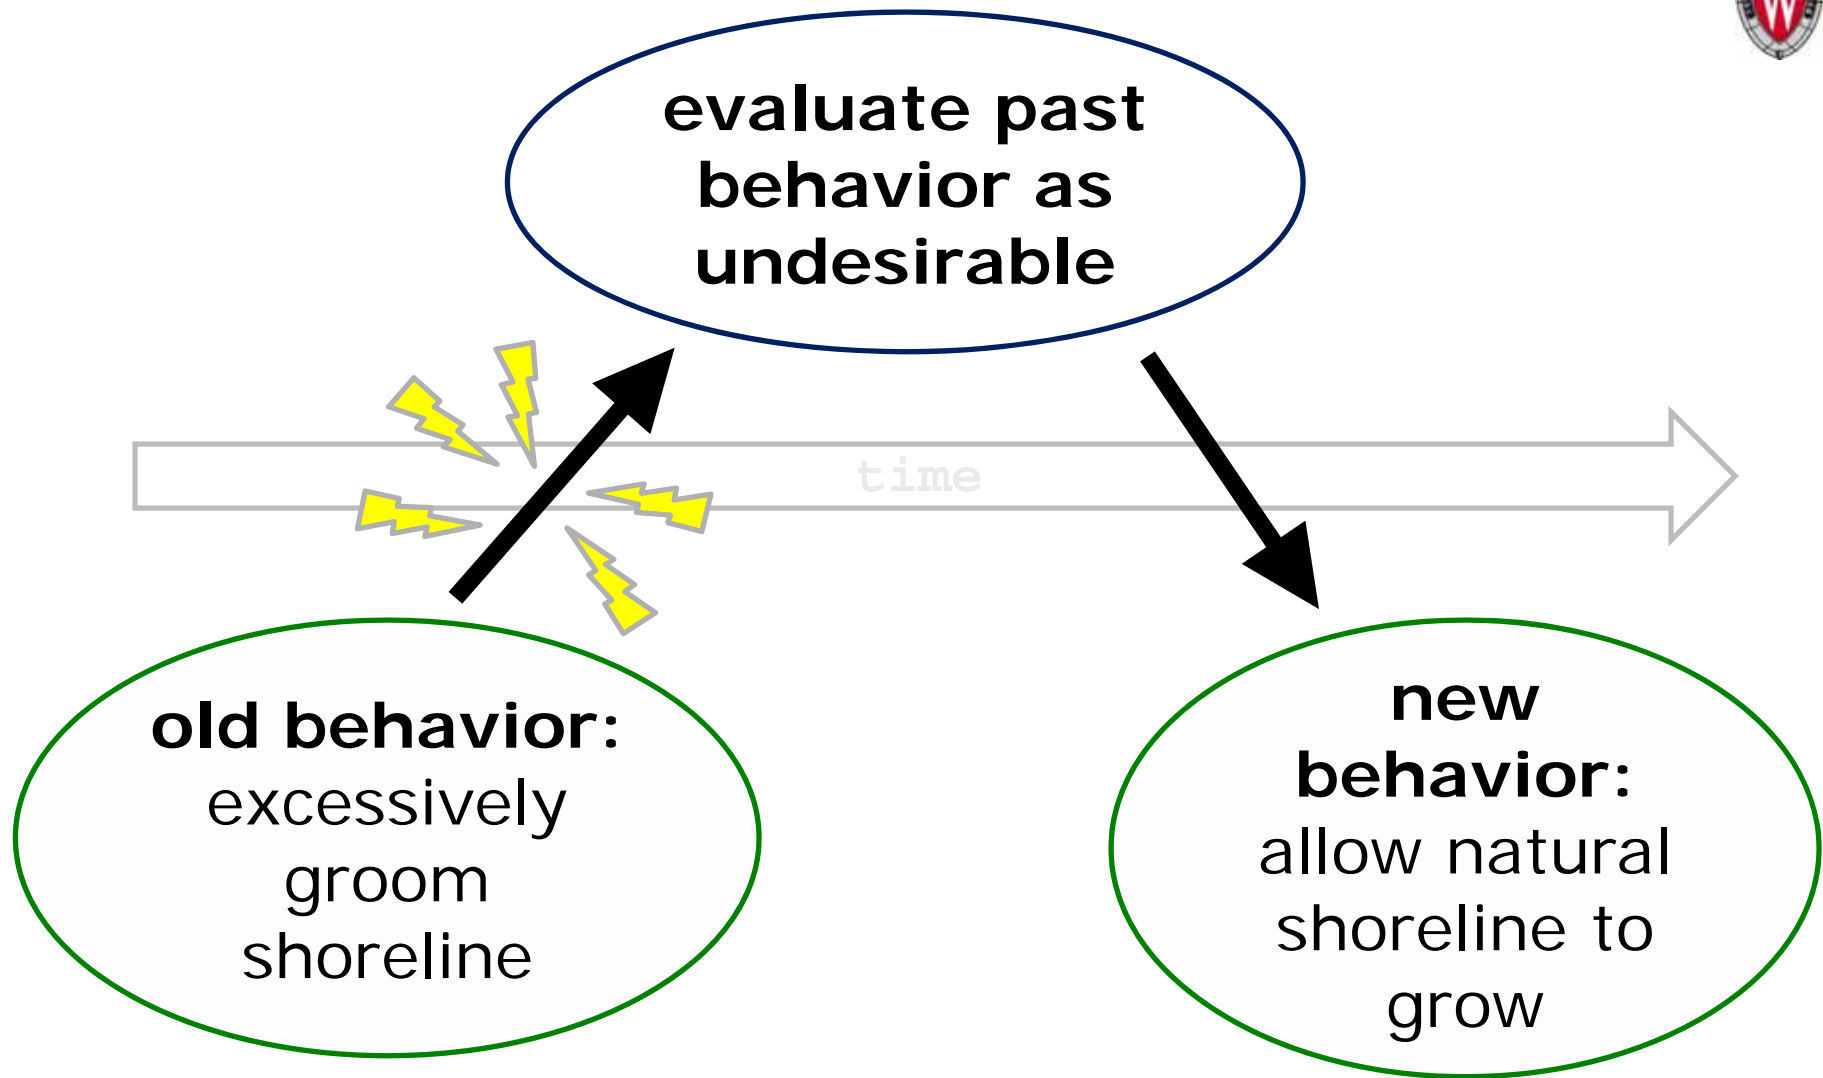 W
evaluate past
behavior as
undesirable
time
old behavior:
excessively
groom
shoreline
new
behavior:
allow natural
shoreline to
grow